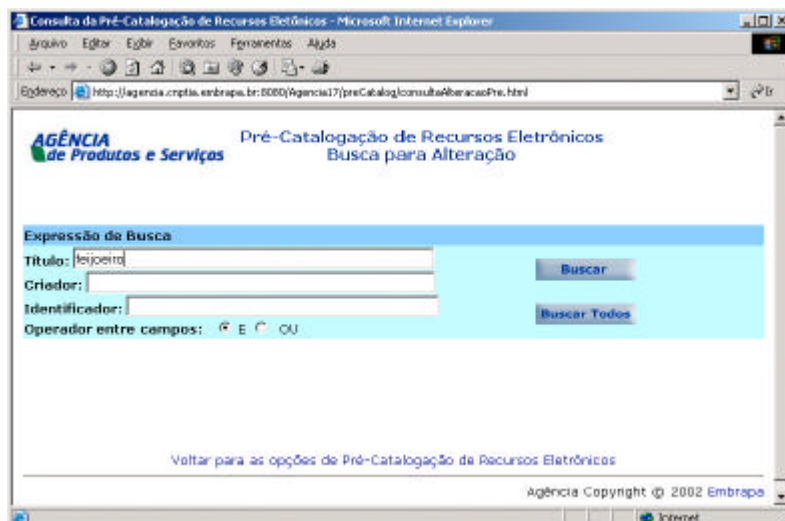 Consulta da Pré-Catalogação de Recursos Eletônicos - Microsoft Internet Explorer
Arquivo Editar Exibir Favoritos Ferramentas Ajuda
Endereço http://agencia.cnptia.embrapa.br:8080/Agencia17/preCatalog/consultaAlteracaoPre.html Ir
AGÊNCIA
de Produtos e Serviços
Pré-Catalogação de Recursos Eletrônicos
Busca para Alteração
Expressão de Busca
Título: feijoeiro
Buscar
Criador:
Identificador:
Buscar Todos
Operador entre campos: E OU
Voltar para as opções de Pré-Catalogação de Recursos Eletrônicos
Agência Copyright © 2002 Embrapa
Internet